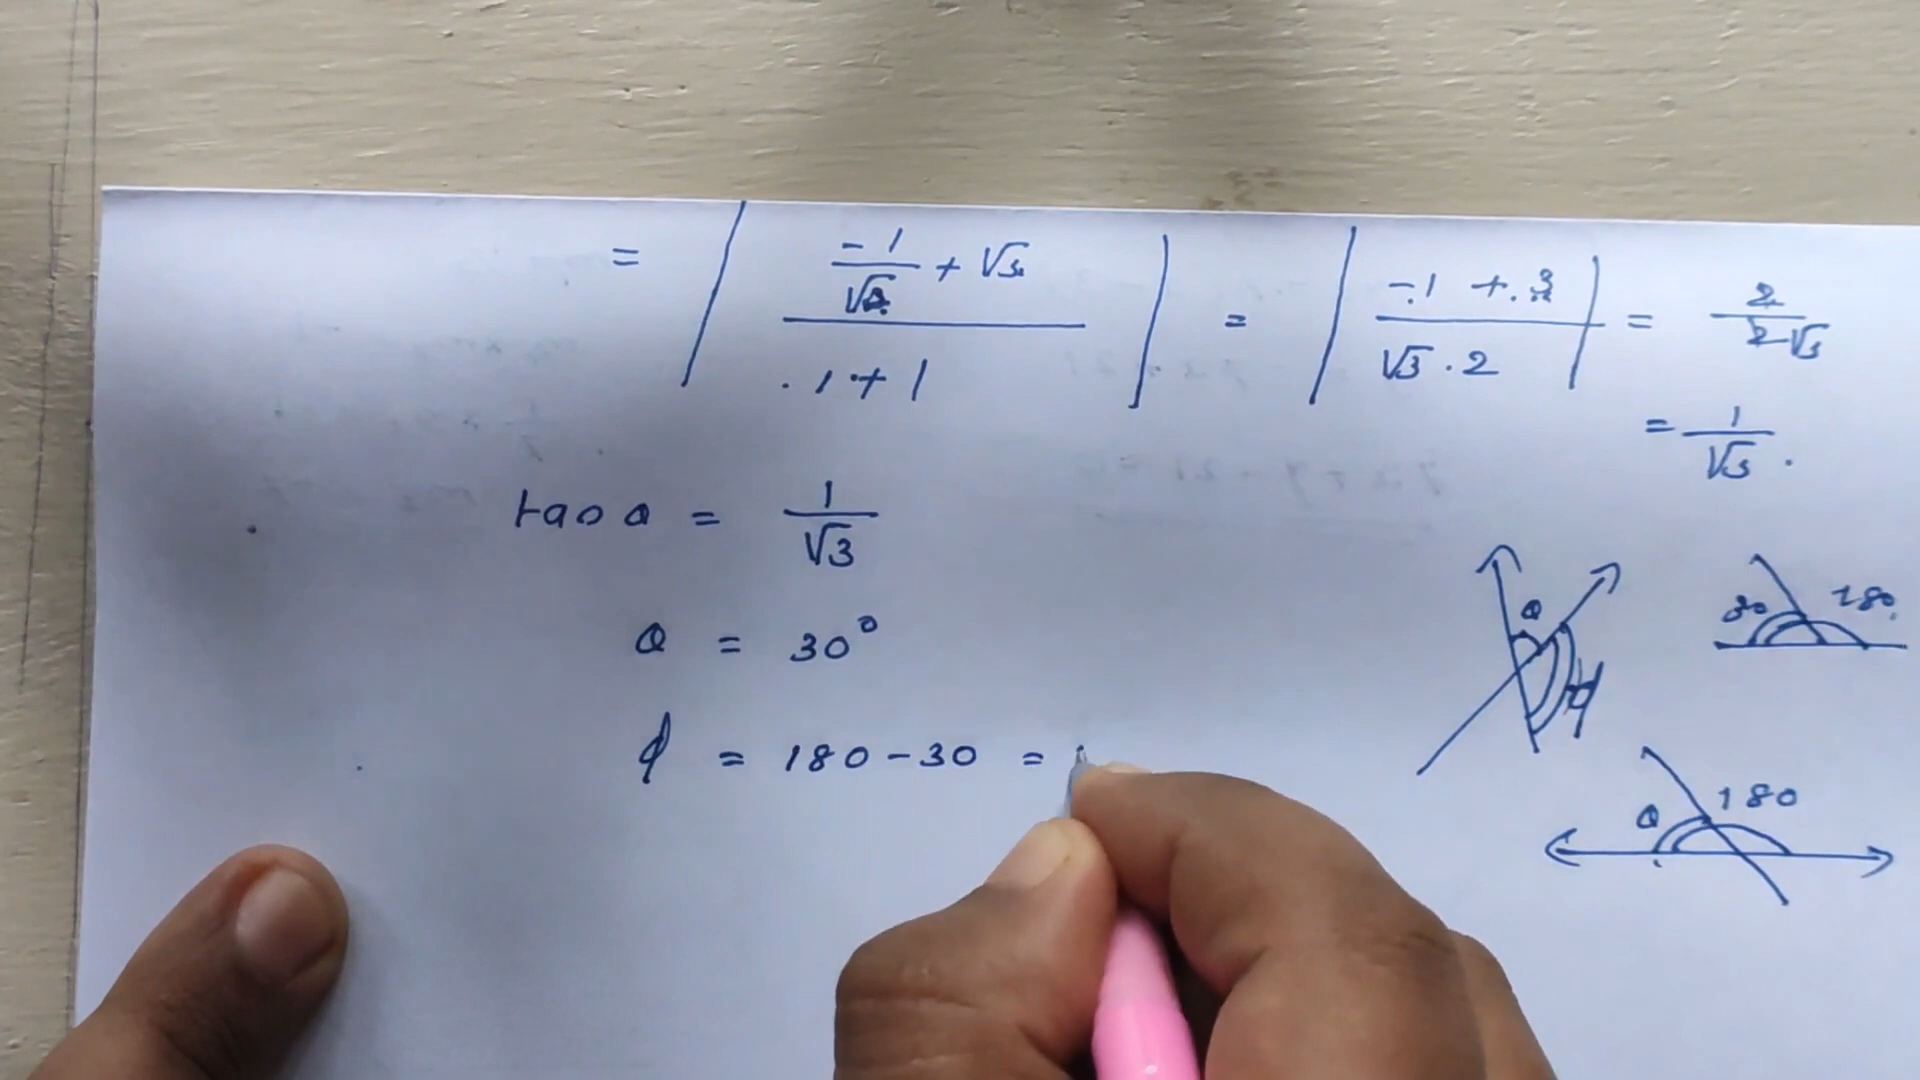 = | (-1/√3 + √3) / (1 + 1) | = | (-1 + 3) / (√3 . 2) | = 2 / 2√3
= 1/√3 .
tan θ = 1/√3
θ = 30°
ϕ = 180 - 30 =
θ
ϕ
30 180
θ 180